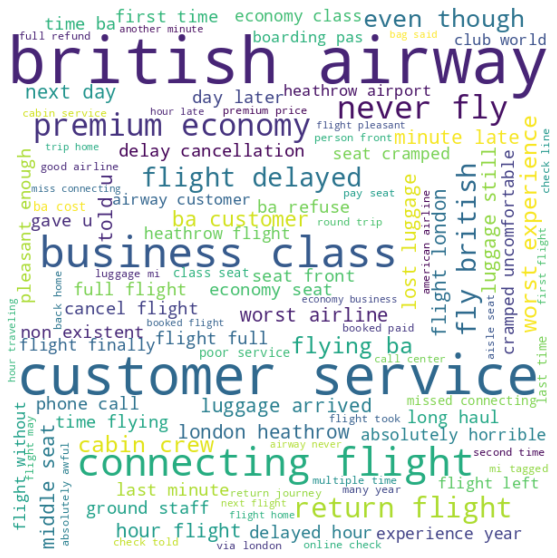 full refund
another minute
bag said
time ba
first time
economy class
even though
boarding pas
club world
british airway
next day
day later
heathrow airport
never fly
cabin service
hour late
premium price
premium economy
flight pleasant
person front
minute late
trip home
good airline
delay cancellation
seat cramped
check line
miss connecting
flight delayed
pay seat
ba cost
airway customer
ba refuse
gave u
ba customer
round trip
told u
heathrow flight
pleasant enough
lost luggage
flight london
american airline
fly british
luggage still
cramped uncomfortable
worst experience
first flight
business class
luggage mi
class seat
seat front
full flight
economy seat
economy business
back home
cancel flight
worst airline
booked flight
booked paid
aisle seat
non existent
flying ba
hour traveling
flight finally
flight full
poor service
call center
last time
customer service
phone call
luggage arrived
missed connecting
time flying
flight took
long haul
london heathrow
absolutely horrible
flight without
flight may
middle seat
absolutely awful
cabin crew
airway never
second time
connecting flight
mi tagged
multiple time
flight left
last minute
return journey
many year
return flight
ground staff
next flight
flight home
hour flight
delayed hour
experience year
check told
via london
online check